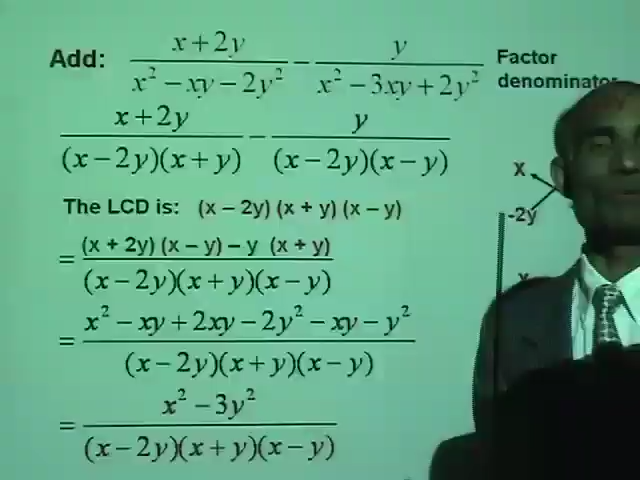 Add: (x + 2y)/(x² − xy − 2y²) − y/(x² − 3xy + 2y²) Factor
denominator
(x + 2y)/((x − 2y)(x + y)) − y/((x − 2y)(x − y))
x
-2y
The LCD is: (x – 2y) (x + y) (x – y)
= ((x + 2y) (x – y) – y (x + y))/((x − 2y)(x + y)(x − y))
= (x² − xy + 2xy − 2y² − xy − y²)/((x − 2y)(x + y)(x − y))
= (x² − 3y²)/((x − 2y)(x + y)(x − y))